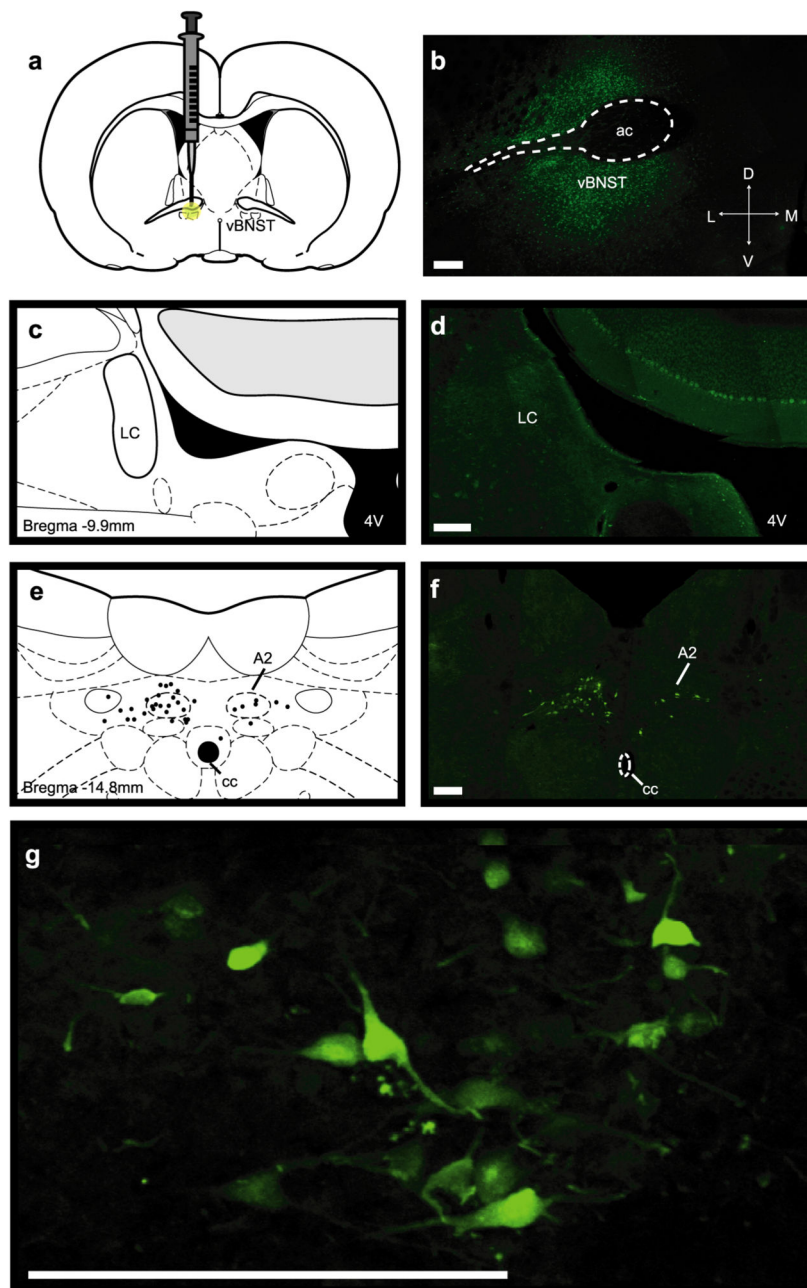 a
vBNST
b
ac
vBNST
D
L
M
V
c
LC
Bregma -9.9mm
4V
d
LC
4V
e
A2
cc
Bregma -14.8mm
f
A2
cc
g